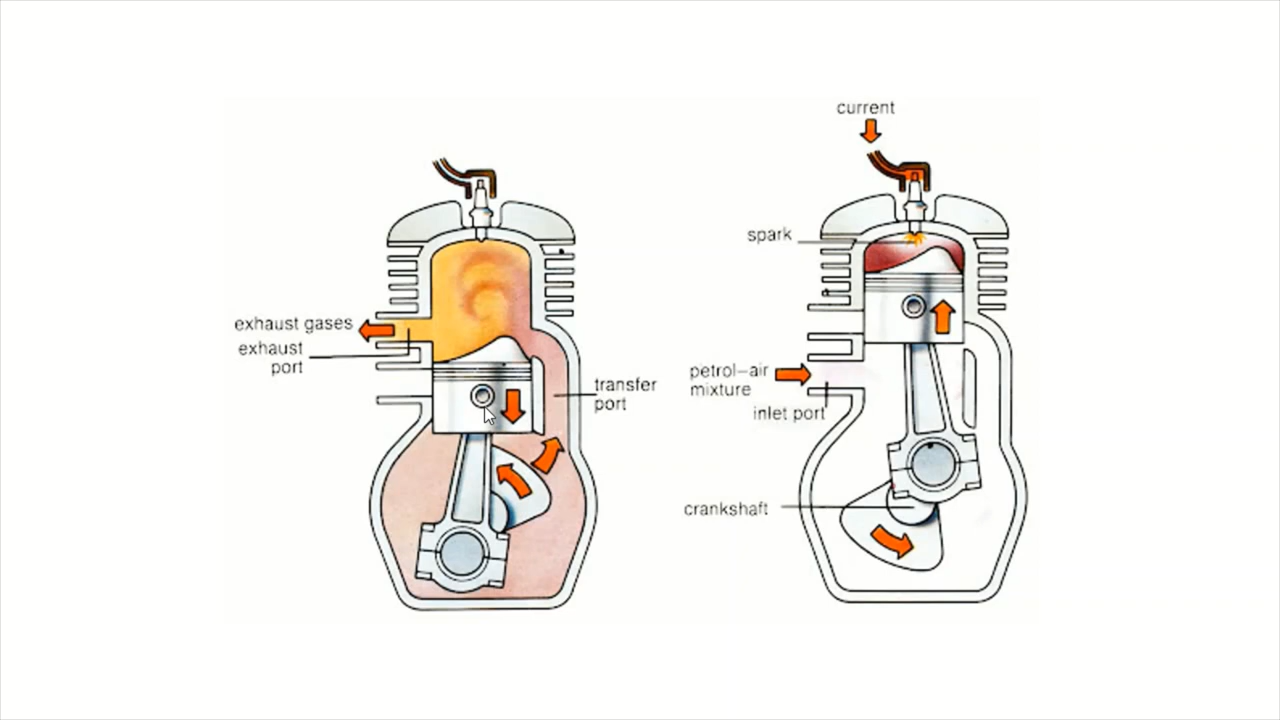 exhaust gases
exhaust
port
transfer
port
current
spark
petrol–air
mixture
inlet port
crankshaft